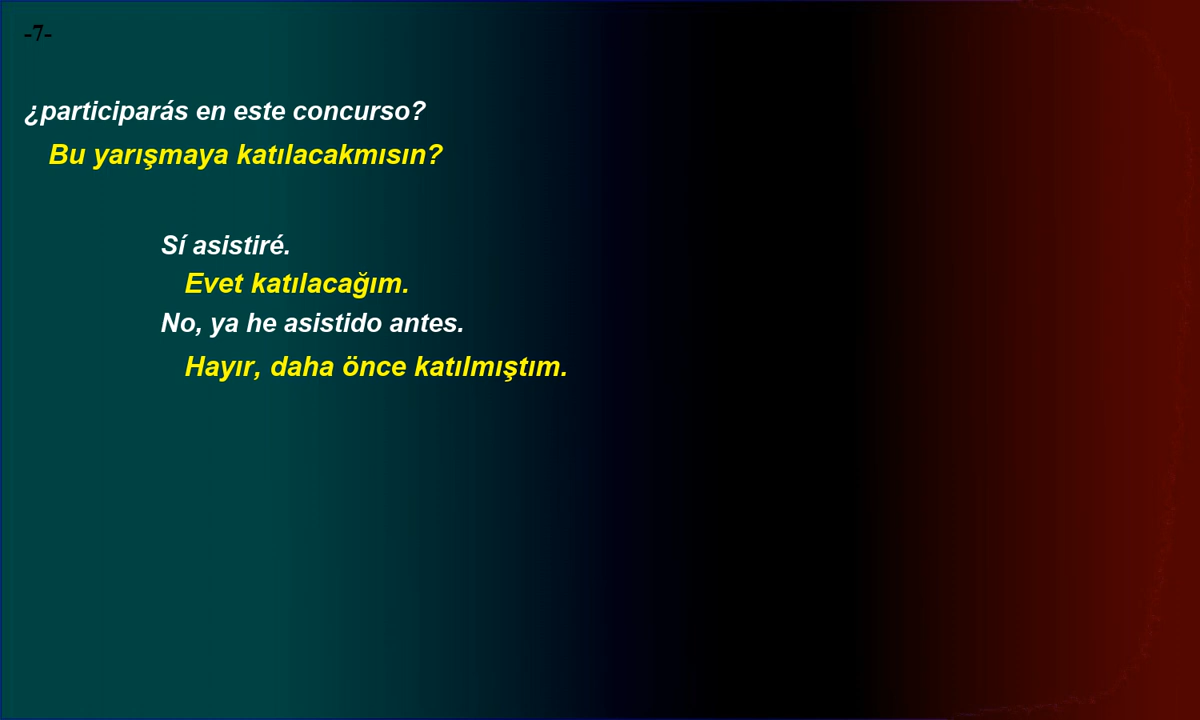 -7-
¿participarás en este concurso?
Bu yarışmaya katılacakmısın?
Sí asistiré.
Evet katılacağım.
No, ya he asistido antes.
Hayır, daha önce katılmıştım.